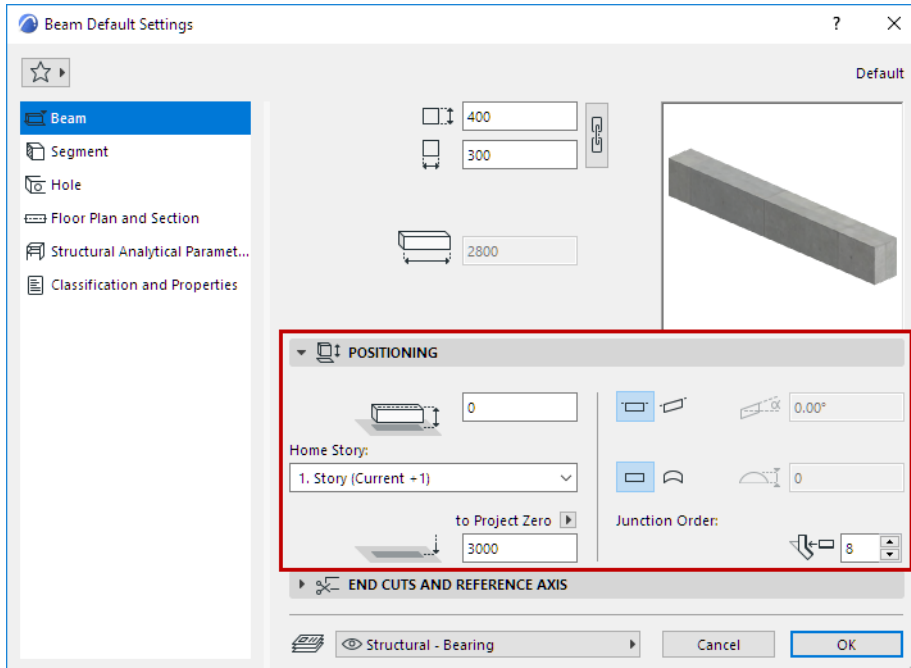 Beam Default Settings
?
Default
Beam
Segment
Hole
Floor Plan and Section
Structural Analytical Paramet...
Classification and Properties
400
300
2800
POSITIONING
0
0.00°
α
Home Story:
1. Story (Current +1)
0
to Project Zero
Junction Order:
3000
8
END CUTS AND REFERENCE AXIS
Structural - Bearing
Cancel
OK